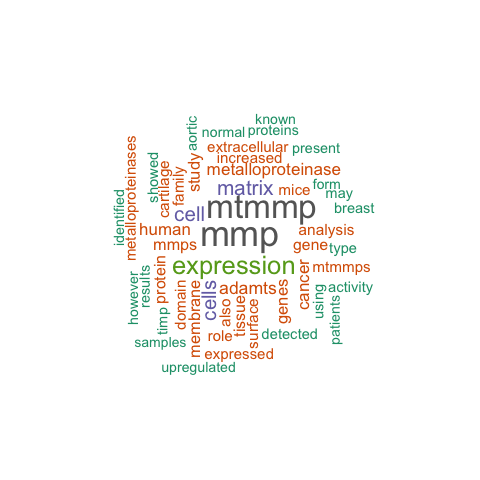 known
aortic
normal
proteins
extracellular
present
increased
metalloproteinases
showed
cartilage
family
study
metalloproteinase
matrix
mice
form
may
identified
cell
mtmmp
breast
human
mmp
analysis
mmps
gene
type
expression
mtmmps
however
results
protein
cells
adamts
cancer
activity
domain
membrane
also
tissue
genes
using
timp
surface
patients
role
detected
samples
expressed
upregulated